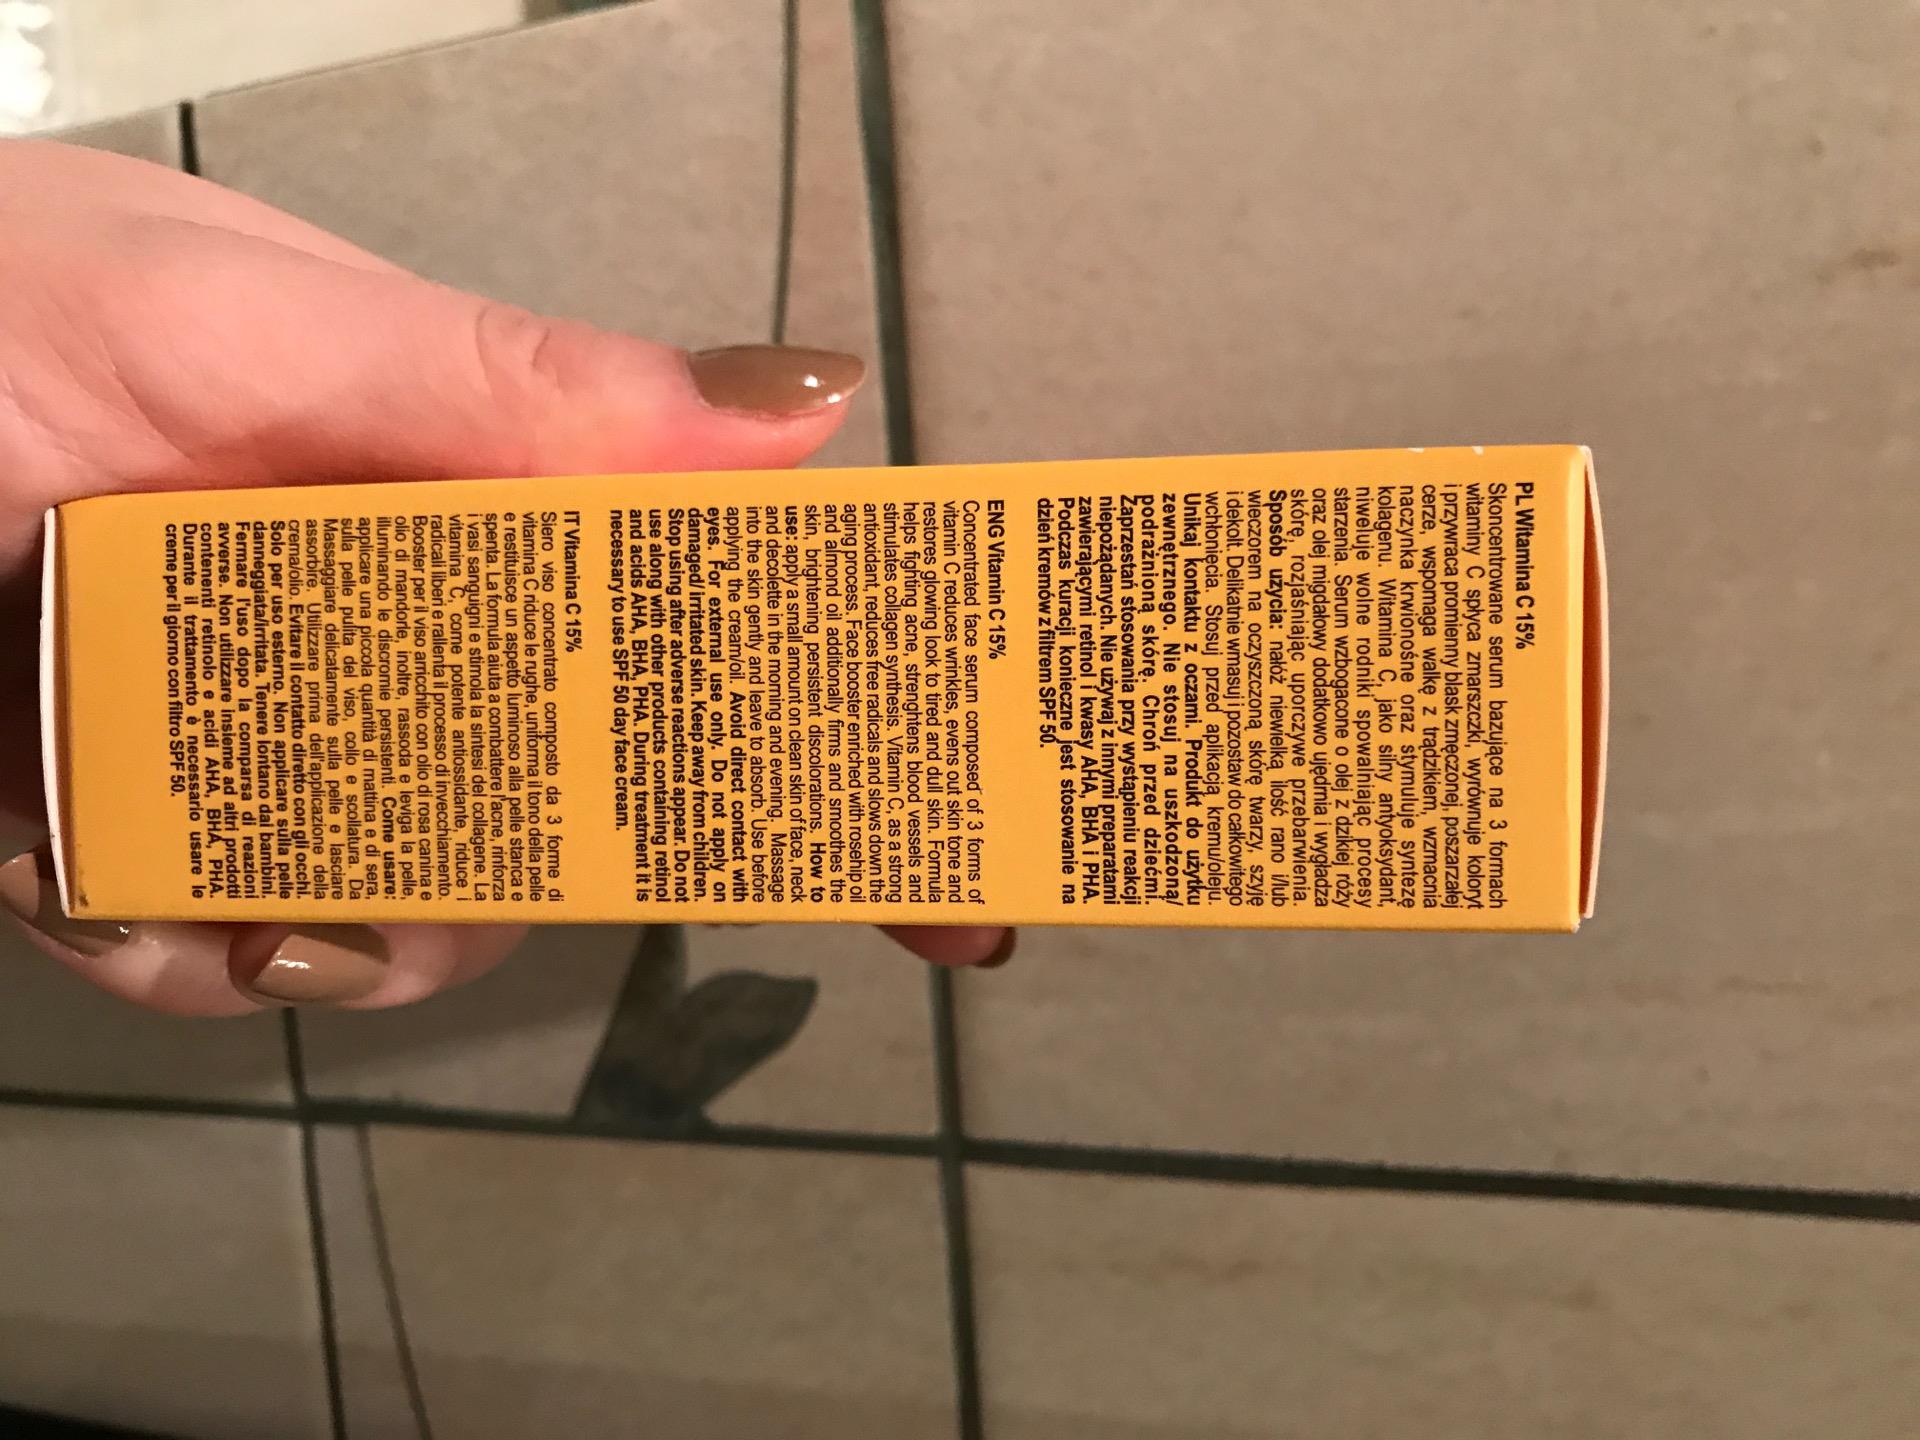 PL Witamina C 15%
Skoncentrowane serum bazujące na 3 formach
witaminy C spłyca zmarszczki, wyrównuje koloryt
i przywraca promienny blask zmęczonej, poszarzałej
cerze, wspomaga walkę z trądzikiem, wzmacnia
naczynka krwionośne oraz stymuluje syntezę
kolagenu. Witamina C, jako silny antyoksydant,
niweluje wolne rodniki spowalniając procesy
starzenia. Serum wzbogacone o olej z dzikiej róży
oraz olej migdałowy dodatkowo ujędrnia i wygładza
skórę, rozjaśniając uporczywe przebarwienia.
Sposób użycia: nałóż niewielką ilość rano i/lub
wieczorem na oczyszczoną skórę twarzy, szyję
i dekolt. Delikatnie wmasuj i pozostaw do całkowitego
wchłonięcia. Stosuj przed aplikacją kremu/oleju.
Unikaj kontaktu z oczami. Produkt do użytku
zewnętrznego. Nie stosuj na uszkodzoną/
podrażnioną skórę. Chroń przed dziećmi.
Zaprzestań stosowania przy wystąpieniu reakcji
niepożądanych. Nie używaj z innymi preparatami
zawierającymi retinol i kwasy AHA, BHA i PHA.
Podczas kuracji konieczne jest stosowanie na
dzień kremów z filtrem SPF 50.
ENG Vitamin C 15%
Concentrated face serum composed of 3 forms of
vitamin C reduces wrinkles, evens out skin tone and
restores glowing look to tired and dull skin. Formula
helps fighting acne, strenghtens blood vessels and
stimulates collagen synthesis. Vitamin C, as a strong
antioxidant, reduces free radicals and slows down the
aging process. Face booster enriched with rosehip oil
and almond oil additionally firms and smoothes the
skin, brightening persistent discolorations. How to
use: apply a small amount on clean skin of face, neck
and decolette in the morning and evening. Massage
into the skin gently and leave to absorb. Use before
applying the cream/oil. Avoid direct contact with
eyes. For external use only. Do not apply on
damaged/ irritated skin. Keep away from children.
Stop using after adverse reactions appear. Do not
use along with other products containing retinol
and acids AHA, BHA, PHA. During treatment it is
necessary to use SPF 50 day face cream.
IT Vitamina C 15%
Siero viso concentrato composto da 3 forme di
vitamina C riduce le rughe, uniforma il tono della pelle
e restituisce un aspetto luminoso alla pelle stanca e
spenta. La formula aiuta a combattere l'acne, rinforza
i vasi sanguigni e stimola la sintesi del collagene. La
vitamina C, come potente antiossidante, riduce i
radicali liberi e rallenta il processo di invecchiamento.
Booster per il viso arricchito con olio di rosa canina e
olio di mandorle, inoltre, rassoda e leviga la pelle,
illuminando le discromie persistenti. Come usare:
applicare una piccola quantità di mattina e di sera,
sulla pelle pulita del viso, collo e scollatura. Da
Massaggiare delicatamente sulla pelle e lasciare
assorbire. Utilizzare prima dell'applicazione della
crema/olio. Evitare il contatto diretto con gli occhi.
Solo per uso esterno. Non applicare sulla pelle
danneggiata/irritata. Tenere lontano dai bambini.
Fermare l'uso dopo la comparsa di reazioni
avverse. Non utilizzare insieme ad altri prodotti
contenenti retinolo e acidi AHA, BHA, PHA.
Durante il trattamento è necessario usare le
creme per il giorno con filtro SPF 50.